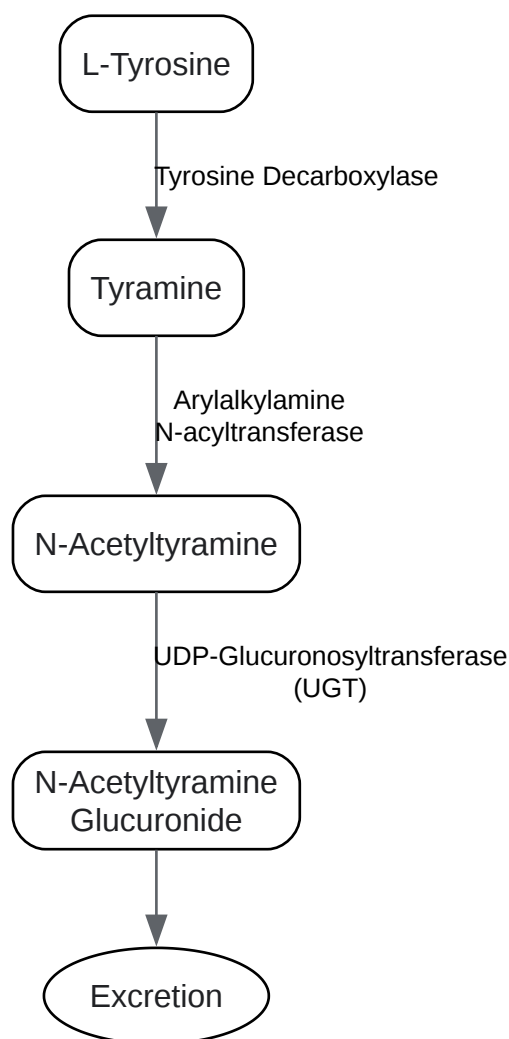 L-Tyrosine
Tyrosine Decarboxylase
Tyramine
Arylalkylamine
N-acyltransferase
N-Acetyltyramine
UDP-Glucuronosyltransferase
(UGT)
N-Acetyltyramine
Glucuronide
Excretion